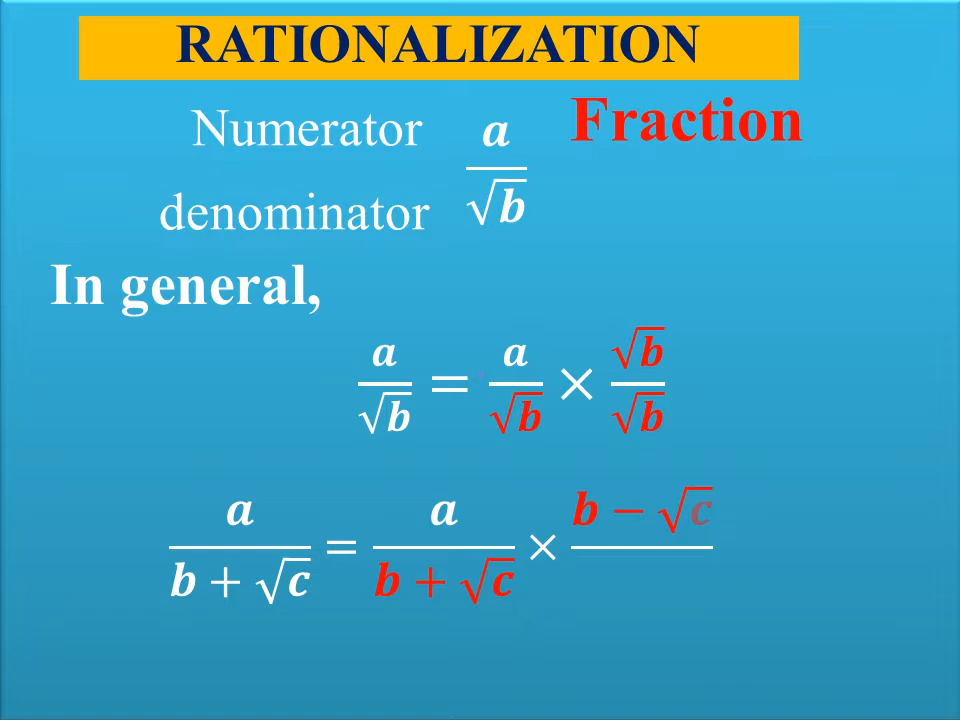 RATIONALIZATION
Numerator
denominator
a/√b
Fraction
In general,
a/√b = a/√b × √b/√b
a/(b + √c) = a/(b + √c) × b − √c